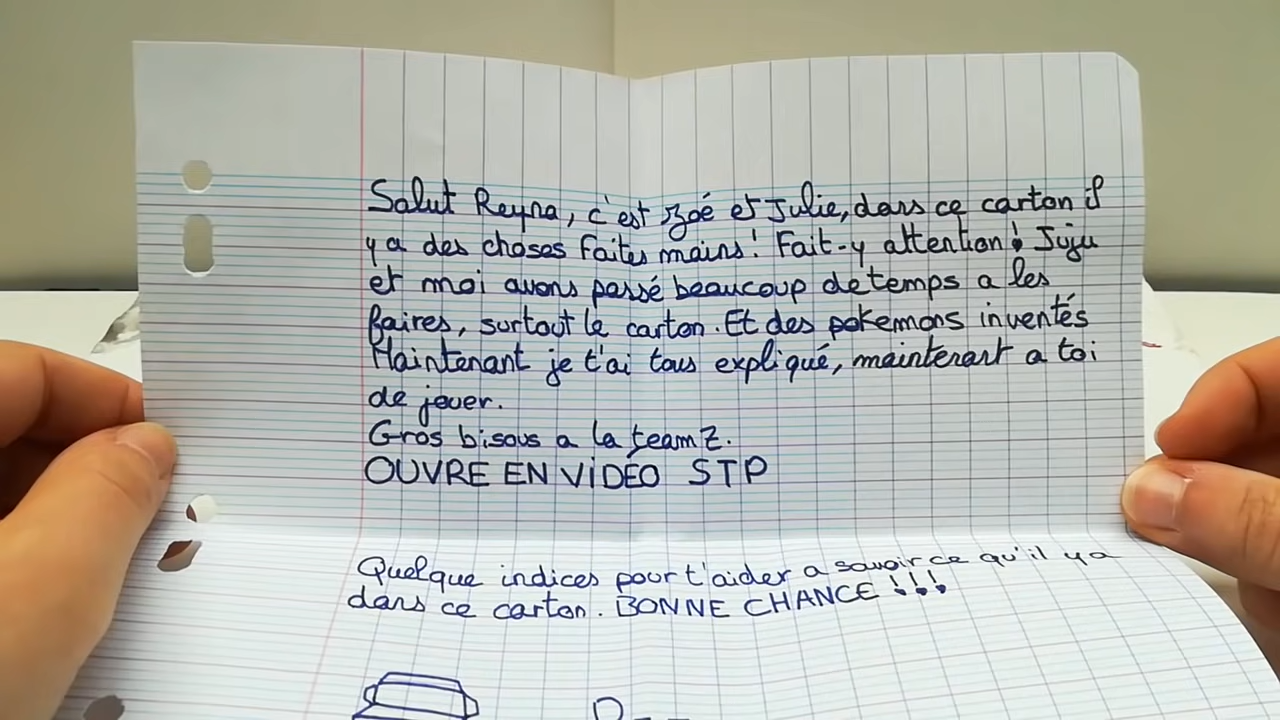 Salut Reyna, c'est Zoé et Julie, dans ce carton il
y a des choses faites mains! Fait-y attention! Juju
et moi avons passé beaucoup de temps a les
faires, surtout le carton. Et des pokemons inventés
Maintenant je t'ai tous expliqué, maintenant a toi
de jouer.
Gros bisous a la team Z.
OUVRE EN VIDÉO STP
Quelque indices pour t'aider a savoir ce qu'il y a
dans ce carton. BONNE CHANCE !!!